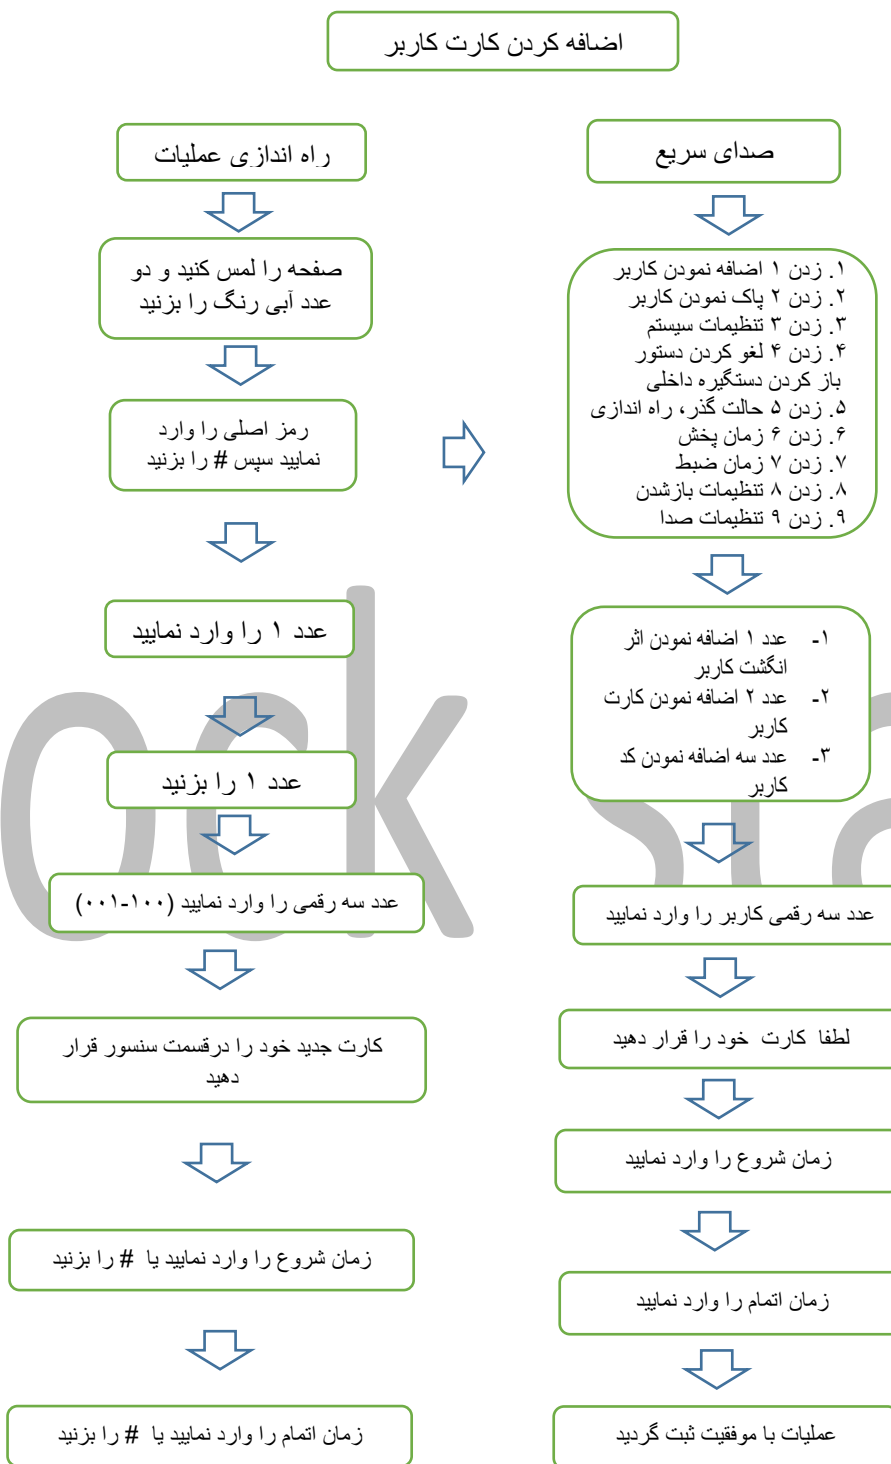 اضافه کردن کارت کاربر
صدای سریع
۱. زدن ۱ اضافه نمودن کاربر
۲. زدن ۲ پاک نمودن کاربر
۳. زدن ۳ تنظیمات سیستم
۴. زدن ۴ لغو کردن دستور
باز کردن دستگیره داخلی
۵. زدن ۵ حالت گذر، راه اندازی
۶. زدن ۶ زمان پخش
۷. زدن ۷ زمان ضبط
۸. زدن ۸ تنظیمات بازشدن
۹. زدن ۹ تنظیمات صدا
۱- عدد ۱ اضافه نمودن اثر
انگشت کاربر
۲- عدد ۲ اضافه نمودن کارت
کاربر
۳- عدد سه اضافه نمودن کد
کاربر
عدد سه رقمی کاربر را وارد نمایید
لطفا کارت خود را قرار دهید
زمان شروع را وارد نمایید
زمان اتمام را وارد نمایید
عملیات با موفقیت ثبت گردید
راه اندازی عملیات
صفحه را لمس کنید و دو
عدد آبی رنگ را بزنید
رمز اصلی را وارد
نمایید سپس # را بزنید
عدد ۱ را وارد نمایید
عدد ۱ را بزنید
عدد سه رقمی را وارد نمایید (۰۰۱-۱۰۰)
کارت جدید خود را درقسمت سنسور قرار
دهید
زمان شروع را وارد نمایید یا # را بزنید
زمان اتمام را وارد نمایید یا # را بزنید
ock sta